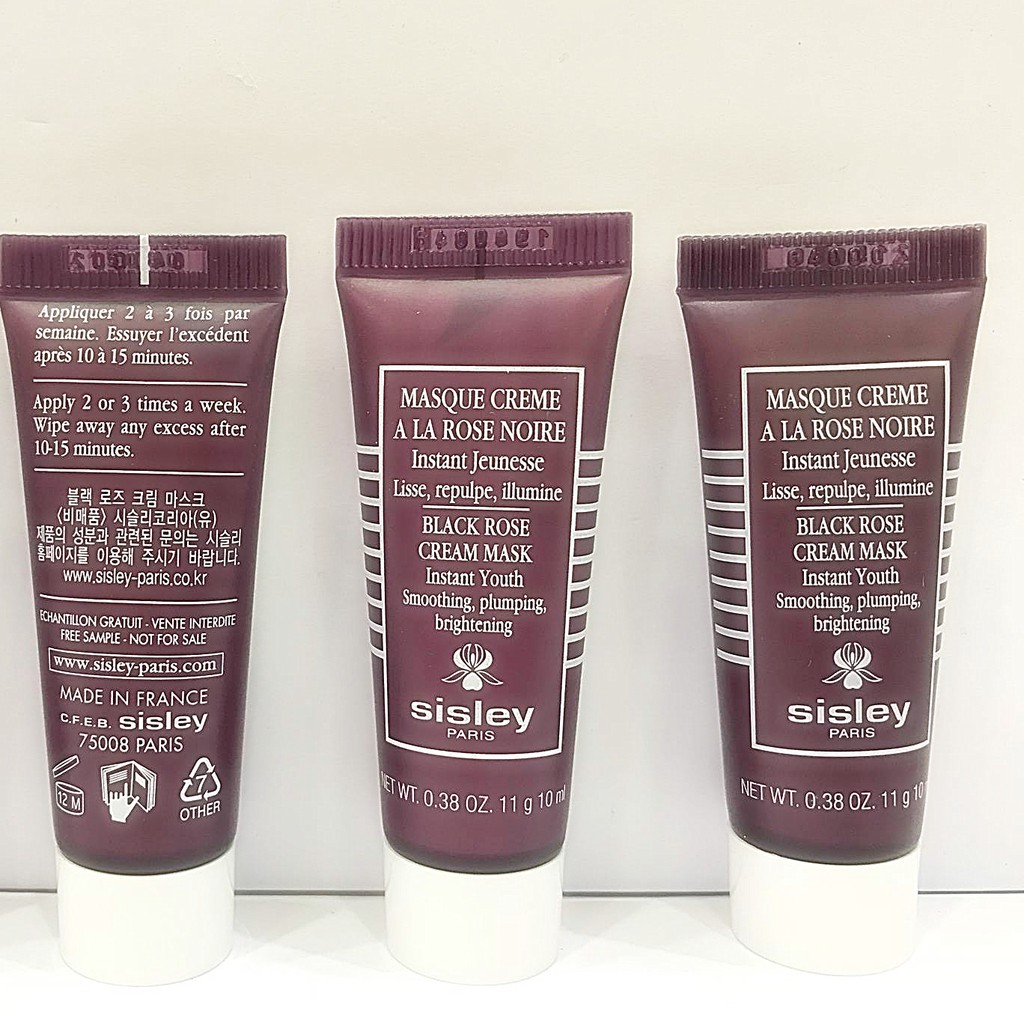 Appliquer 2 à 3 fois par
semaine. Essuyer l'excédent
après 10 à 15 minutes.
Apply 2 or 3 times a week.
Wipe away any excess after
10-15 minutes.
블랙 로즈 크림 마스크
〈비매품〉 시슬리코리아(유)
제품의 성분과 관련된 문의는 시슬리
홈페이지를 이용해 주시기 바랍니다.
www.sisley-paris.co.kr
ECHANTILLON GRATUIT - VENTE INTERDITE
FREE SAMPLE - NOT FOR SALE
www.sisley-paris.com
MADE IN FRANCE
C.F.E.B. sisley
75008 PARIS
12 M
7
OTHER
MASQUE CREME
A LA ROSE NOIRE
Instant Jeunesse
Lisse, repulpe, illumine
BLACK ROSE
CREAM MASK
Instant Youth
Smoothing, plumping,
brightening
sisley
PARIS
NET WT. 0.38 OZ. 11 g 10 ml
MASQUE CREME
A LA ROSE NOIRE
Instant Jeunesse
Lisse, repulpe, illumine
BLACK ROSE
CREAM MASK
Instant Youth
Smoothing, plumping,
brightening
sisley
PARIS
NET WT. 0.38 OZ. 11 g 10